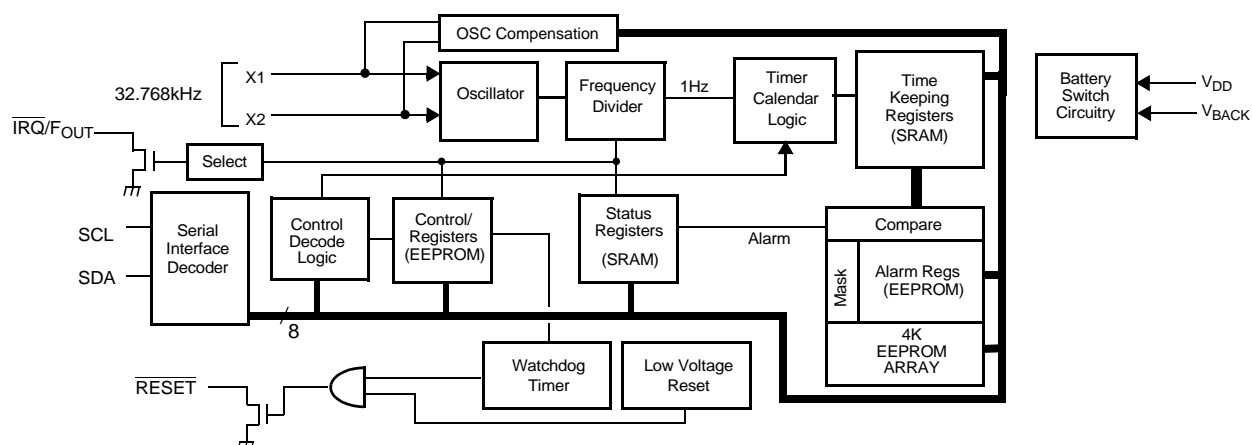 OSC Compensation
X1
32.768kHz
X2
Oscillator
Frequency
Divider
1Hz
Timer
Calendar
Logic
Time
Keeping
Registers
(SRAM)
Battery
Switch
Circuitry
VDD
VBACK
IRQ/FOUT
Select
SCL
SDA
Serial
Interface
Decoder
Control
Decode
Logic
Control/
Registers
(EEPROM)
Status
Registers
(SRAM)
Alarm
Compare
Mask
Alarm Regs
(EEPROM)
4K
EEPROM
ARRAY
8
RESET
Watchdog
Timer
Low Voltage
Reset